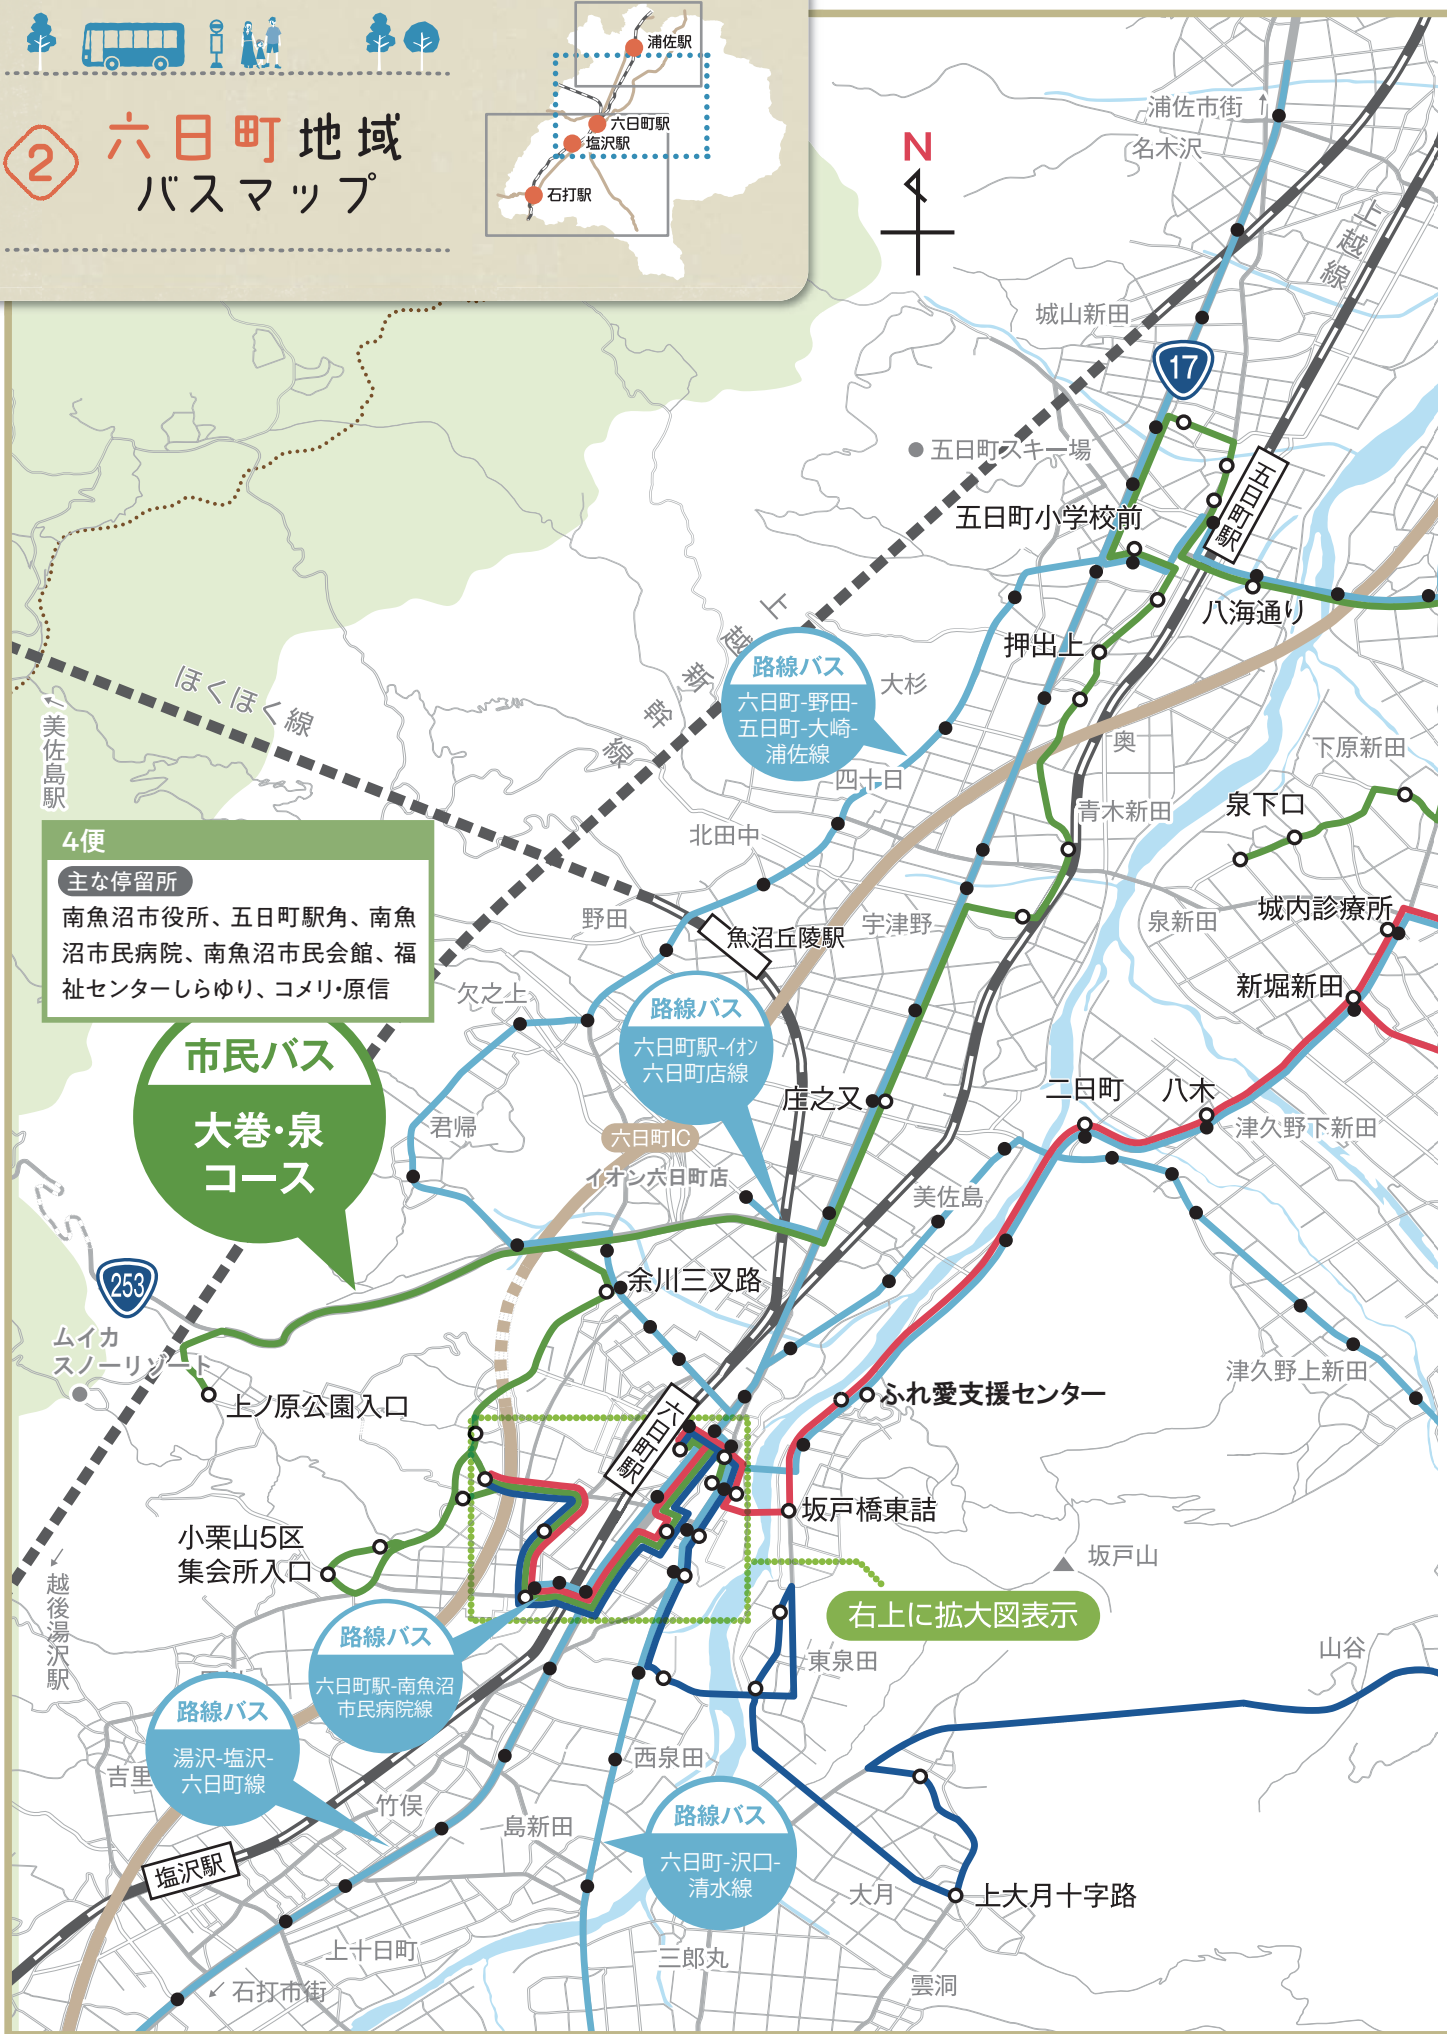 浦佐駅
六日町駅
塩沢駅
石打駅
2
六日町地域
バスマップ
N
浦佐市街
名木沢
上越線
城山新田
17
五日町スキー場
五日町駅
五日町小学校前
八海通り
押出上
上越新幹線
路線バス
六日町-野田-
五日町-大崎-
浦佐線
大杉
ほくほく線
←美佐島駅
奥
下原新田
四十日
青木新田
泉下口
北田中
4便
主な停留所
南魚沼市役所、五日町駅角、南魚
沼市民病院、南魚沼市民会館、福
祉センターしらゆり、コメリ・原信
野田
魚沼丘陵駅
宇津野
泉新田
城内診療所
新堀新田
欠之上
路線バス
六日町駅-イオン
六日町店線
市民バス
大巻・泉
コース
庄之又
二日町
八木
津久野下新田
君帰
六日町IC
イオン六日町店
美佐島
253
余川三叉路
ムイカ
スノーリゾート
上ノ原公園入口
津久野上新田
ふれ愛支援センター
六日町駅
坂戸橋東詰
小栗山5区
集会所入口
坂戸山
←越後湯沢駅
右上に拡大図表示
路線バス
六日町駅-南魚沼
市民病院線
東泉田
山谷
路線バス
湯沢-塩沢-
六日町線
吉里
西泉田
竹俣
島新田
路線バス
六日町-沢口-
清水線
塩沢駅
大月
上大月十字路
上十日町
三郎丸
雲洞
石打市街